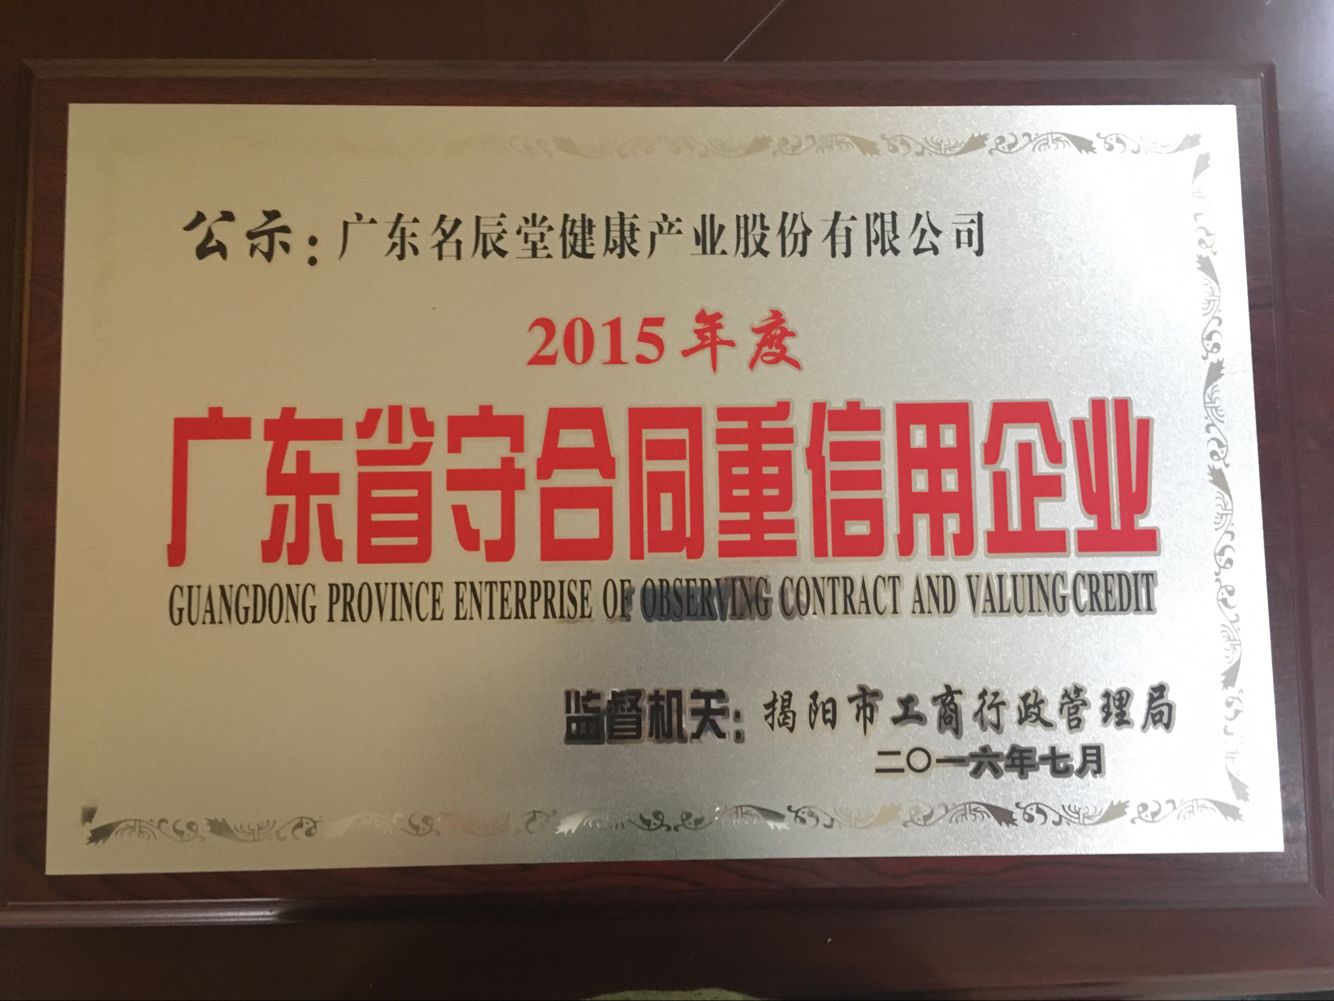 公示：广东名辰堂健康产业股份有限公司
2015年度
广东省守合同重信用企业
GUANGDONG PROVINCE ENTERPRISE OF OBSERVING CONTRACT AND VALUING CREDIT
监督机关：揭阳市工商行政管理局
二〇一六年七月